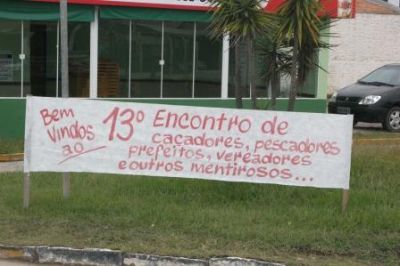 Bem
Vindos
ao
13º Encontro de
caçadores, pescadores
prefeitos, vereadores
e outros mentirosos...